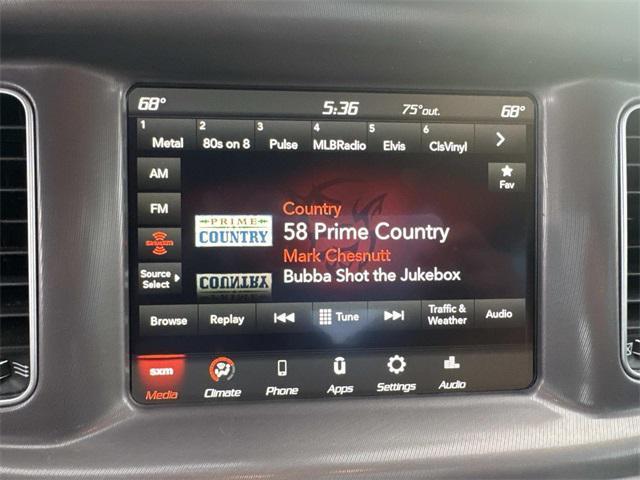 68° 5:36 75°out. 68°
1 Metal 2 80s on 8 3 Pulse 4 MLBRadio 5 Elvis 6 ClsVinyl
AM
Fav
FM
Country
PRIME
COUNTRY
58 Prime Country
siriusxm
Mark Chesnutt
Bubba Shot the Jukebox
Source
Select
COUNTRY
Browse Replay Tune Traffic &
Weather Audio
sxm
Media Climate Phone Apps Settings Audio